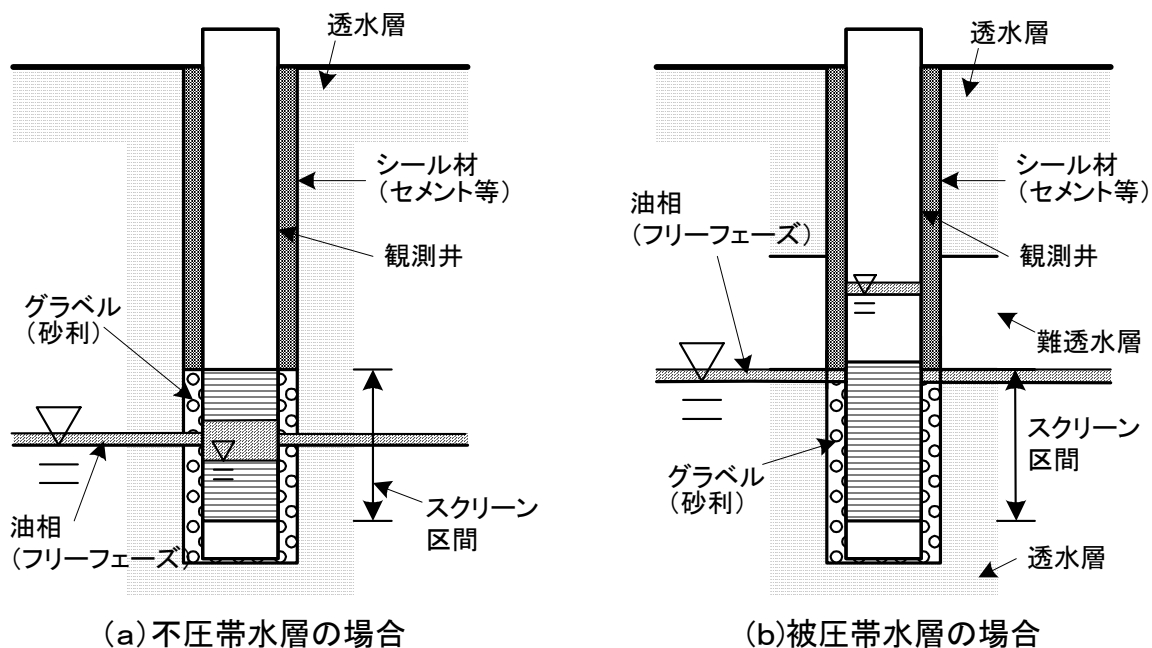 透水層
シール材
（セメント等）
観測井
グラベル
（砂利）
油相
（フリーフェーズ）
スクリーン
区間
(a)不圧帯水層の場合
透水層
シール材
（セメント等）
油相
（フリーフェーズ）
観測井
難透水層
スクリーン
区間
グラベル
（砂利）
透水層
(b)被圧帯水層の場合